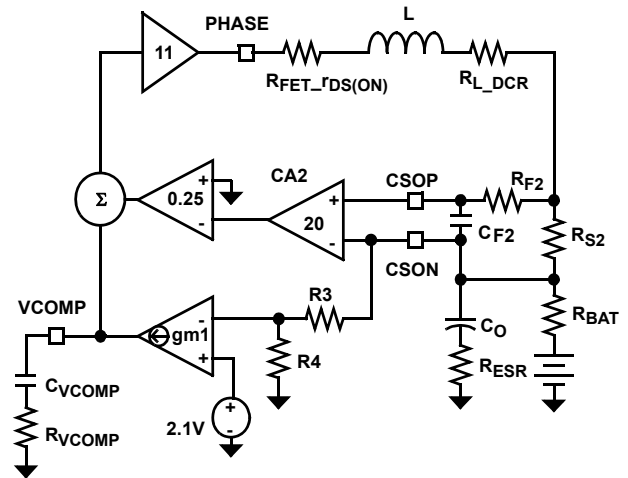 PHASE
L
11
RFET_rDS(ON)
RL_DCR
CA2
CSOP
RF2
+
0.25
-
Σ
+
20
-
CF2
RS2
CSON
VCOMP
R3
RBAT
-
gm1
+
R4
CO
RESR
CVCOMP
RVCOMP
2.1V
+
-